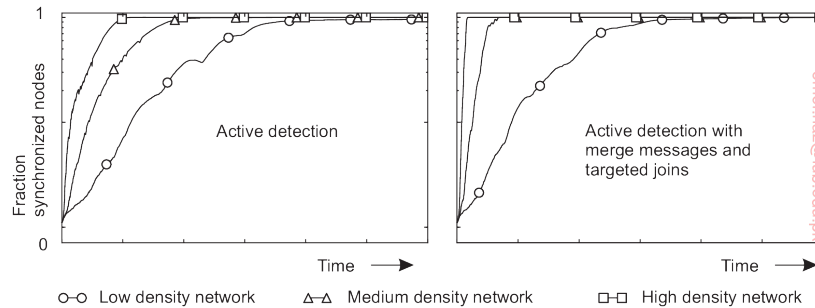 1
Fraction
synchronized nodes
0
Active detection
Active detection with
merge messages and
targeted joins
Time
Time
Low density network
Medium density network
High density network